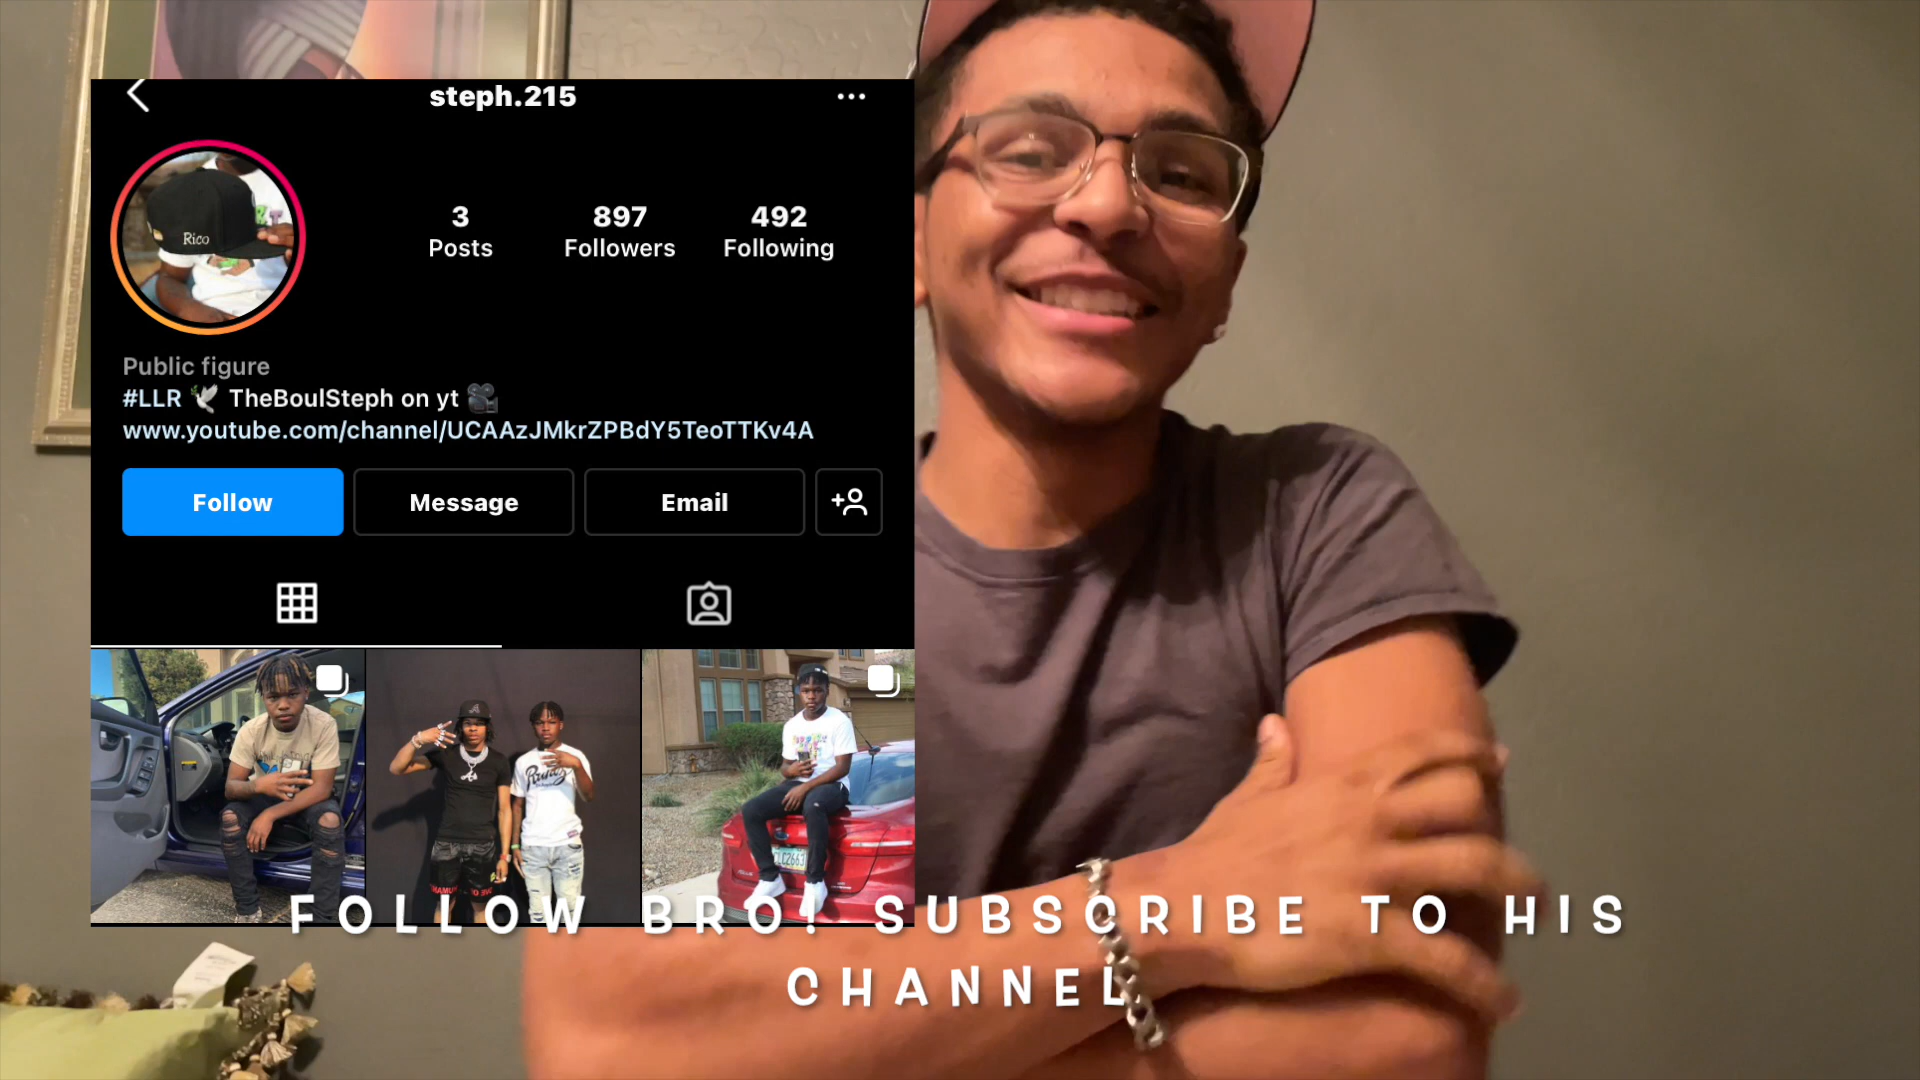 steph.215
Rico
3 897 492
Posts Followers Following
Public figure
#LLR 🕊 TheBoulSteph on yt 🎥
www.youtube.com/channel/UCAAzJMkrZPBdY5TeoTTKv4A
Follow Message Email
FOLLOW BRO! SUBSCRIBE TO HIS
CHANNEL